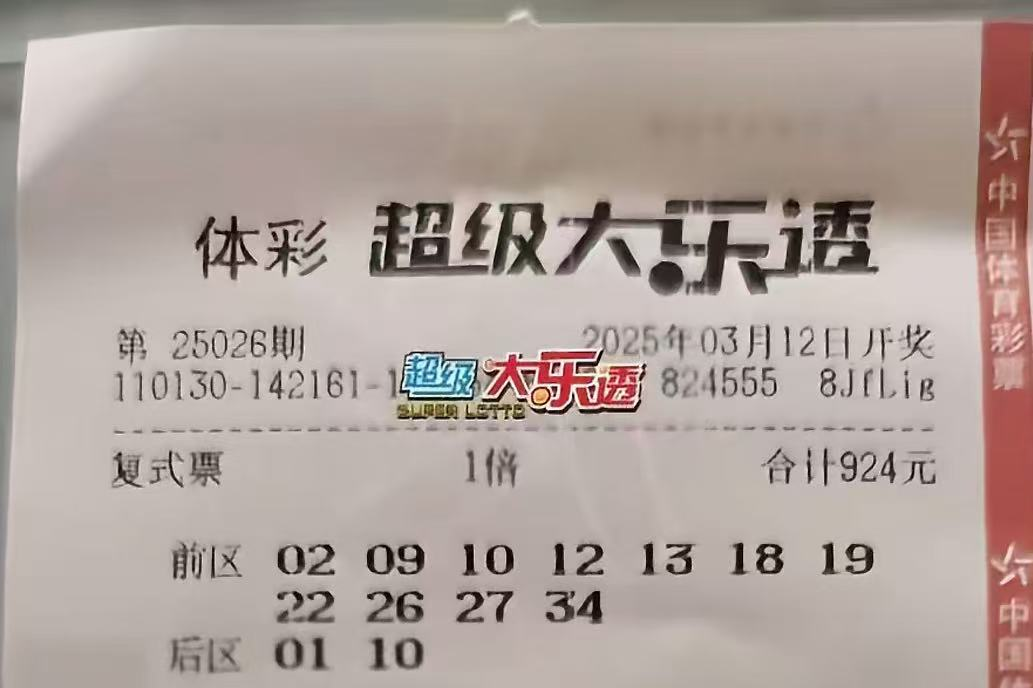 体彩 超级大乐透
第 25026期 2025年03月12日开奖
110130-142161-1 824555 8JfLig
超级大乐透
SUPER LOTTO
复式票 1倍 合计924元
前区 02 09 10 12 13 18 19
22 26 27 34
后区 01 10
中国体育彩票
中国体